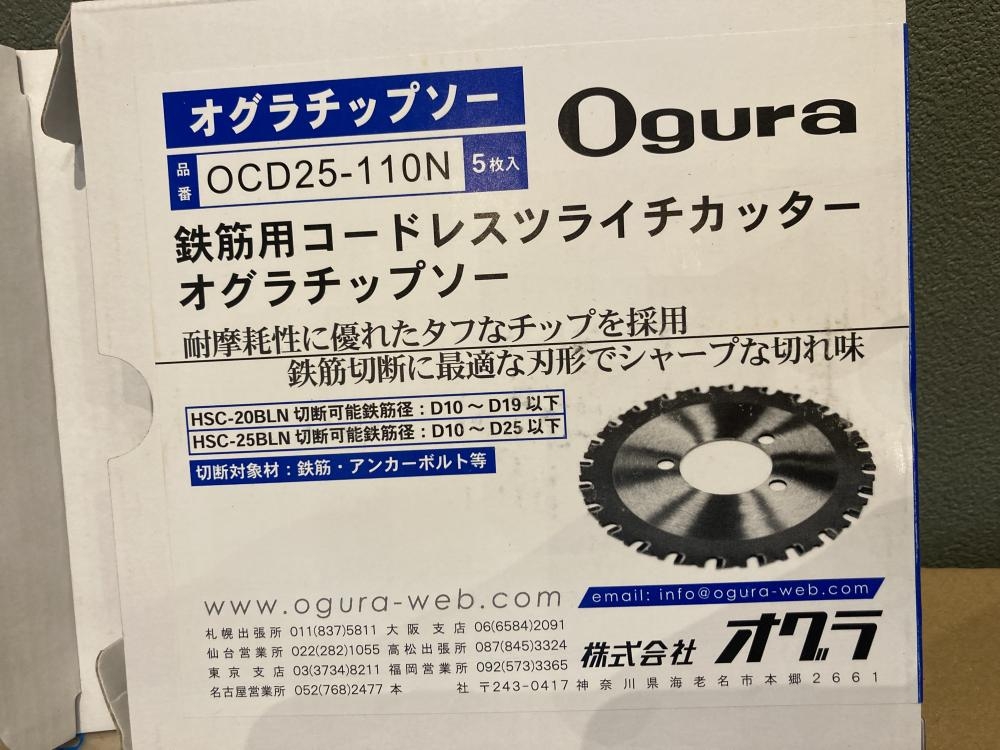 オグラチップソー
Ogura
品番 OCD25-110N 5枚入
鉄筋用コードレスツライチカッター
オグラチップソー
耐摩耗性に優れたタフなチップを採用
鉄筋切断に最適な刃形でシャープな切れ味
HSC-20BLN 切断可能鉄筋径：D10 ～ D19 以下
HSC-25BLN 切断可能鉄筋径：D10 ～ D25 以下
切断対象材：鉄筋・アンカーボルト等
www.ogura-web.com
email: info@ogura-web.com
札幌出張所 011(837)5811 大阪支店 06(6584)2091
仙台営業所 022(282)1055 高松出張所 087(845)3324
東京支店 03(3734)8211 福岡営業所 092(573)3365
株式会社 オグラ
名古屋営業所 052(768)2477 本社 〒243-0417 神奈川県海老名市本郷2661